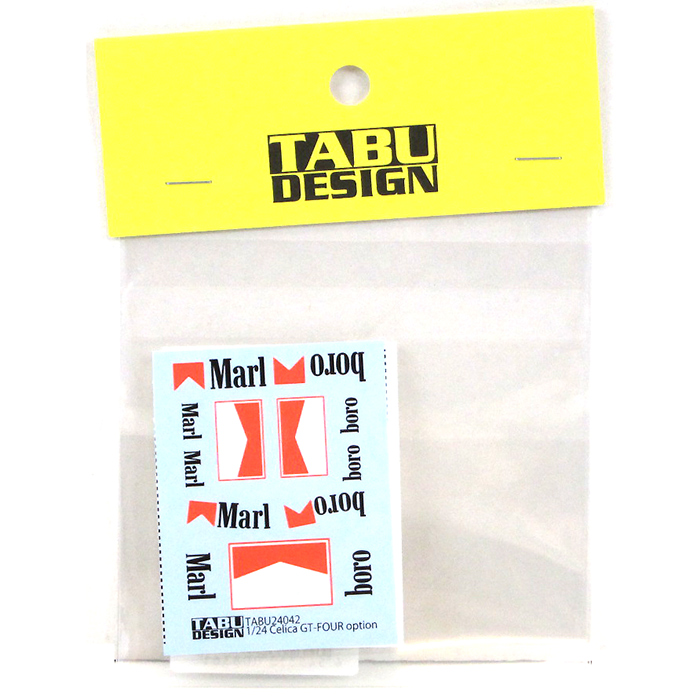 TABU
DESIGN
Marl boro
Marl boro
Marl boro
Marl boro
Marl boro
TABU
DESIGN
TABU24042
1/24 Celica GT-FOUR option